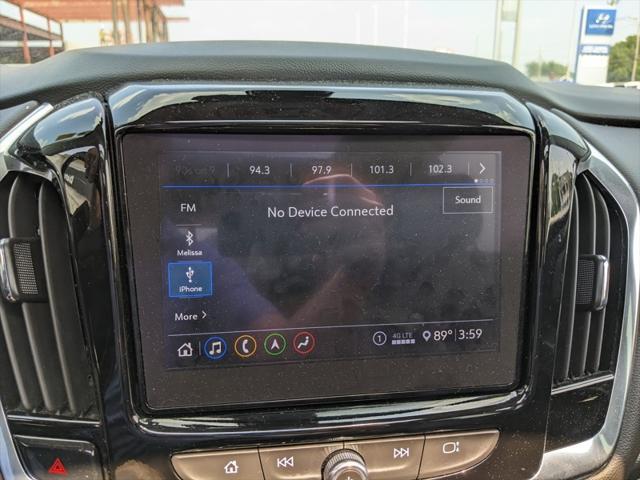 94.3 97.9 101.3 102.3
FM
No Device Connected
Sound
Melissa
iPhone
More
1 4G LTE 89° 3:59